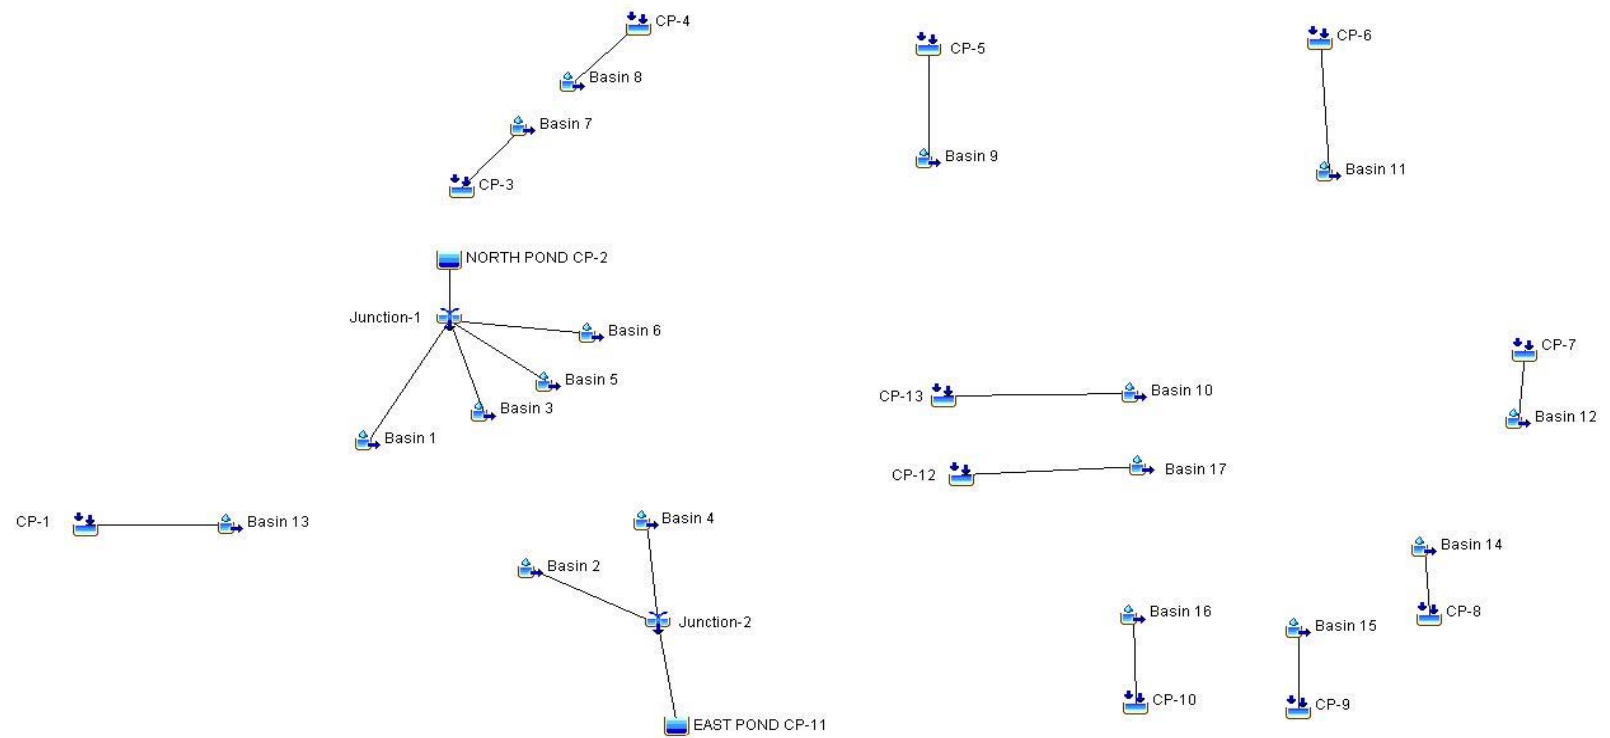 CP-4
CP-5
CP-6
Basin 8
Basin 7
Basin 9
Basin 11
CP-3
NORTH POND CP-2
Junction-1
Basin 6
CP-7
Basin 5
CP-13
Basin 10
Basin 3
Basin 12
Basin 1
CP-12
Basin 17
CP-1
Basin 13
Basin 4
Basin 14
Basin 2
Basin 16
CP-8
Junction-2
Basin 15
CP-10
CP-9
EAST POND CP-11